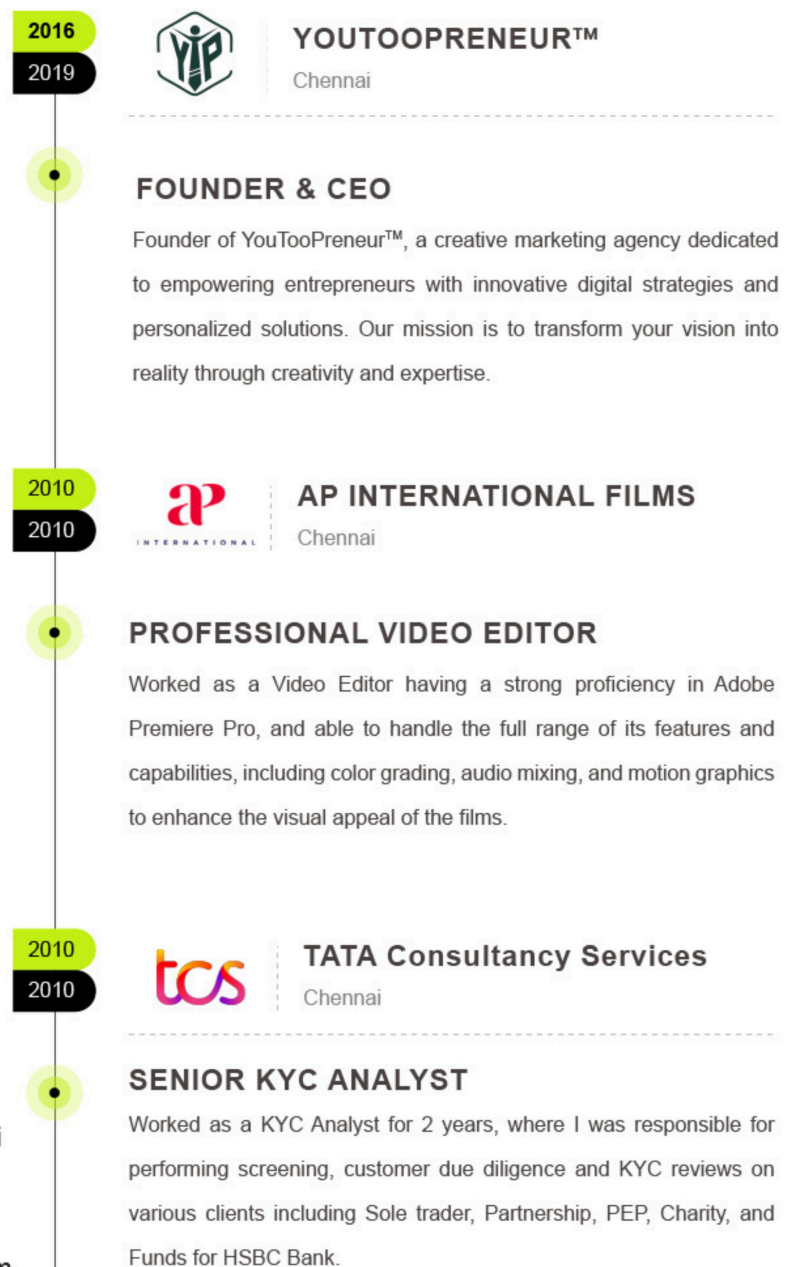 2016
2019
YIP
YOUTOOPRENEUR™
Chennai
FOUNDER & CEO
Founder of YouTooPreneur™, a creative marketing agency dedicated
to empowering entrepreneurs with innovative digital strategies and
personalized solutions. Our mission is to transform your vision into
reality through creativity and expertise.
2010
2010
ap
INTERNATIONAL
AP INTERNATIONAL FILMS
Chennai
PROFESSIONAL VIDEO EDITOR
Worked as a Video Editor having a strong proficiency in Adobe
Premiere Pro, and able to handle the full range of its features and
capabilities, including color grading, audio mixing, and motion graphics
to enhance the visual appeal of the films.
2010
2010
tcs
TATA Consultancy Services
Chennai
SENIOR KYC ANALYST
Worked as a KYC Analyst for 2 years, where I was responsible for
performing screening, customer due diligence and KYC reviews on
various clients including Sole trader, Partnership, PEP, Charity, and
Funds for HSBC Bank.